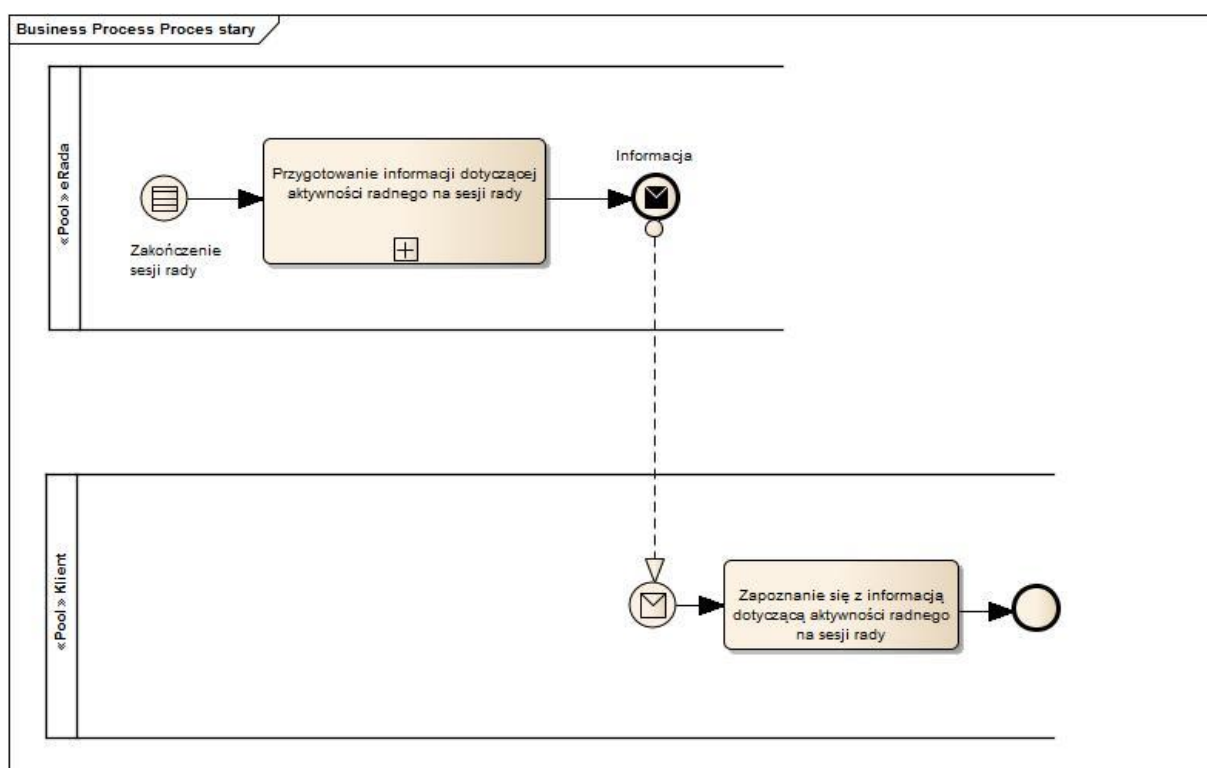 Business Process Proces stary
«Pool» eRada
Informacja
Przygotowanie informacji dotyczącej
aktywności radnego na sesji rady
Zakończenie
sesji rady
«Pool» Klient
Zapoznanie się z informacją
dotyczącą aktywności radnego
na sesji rady